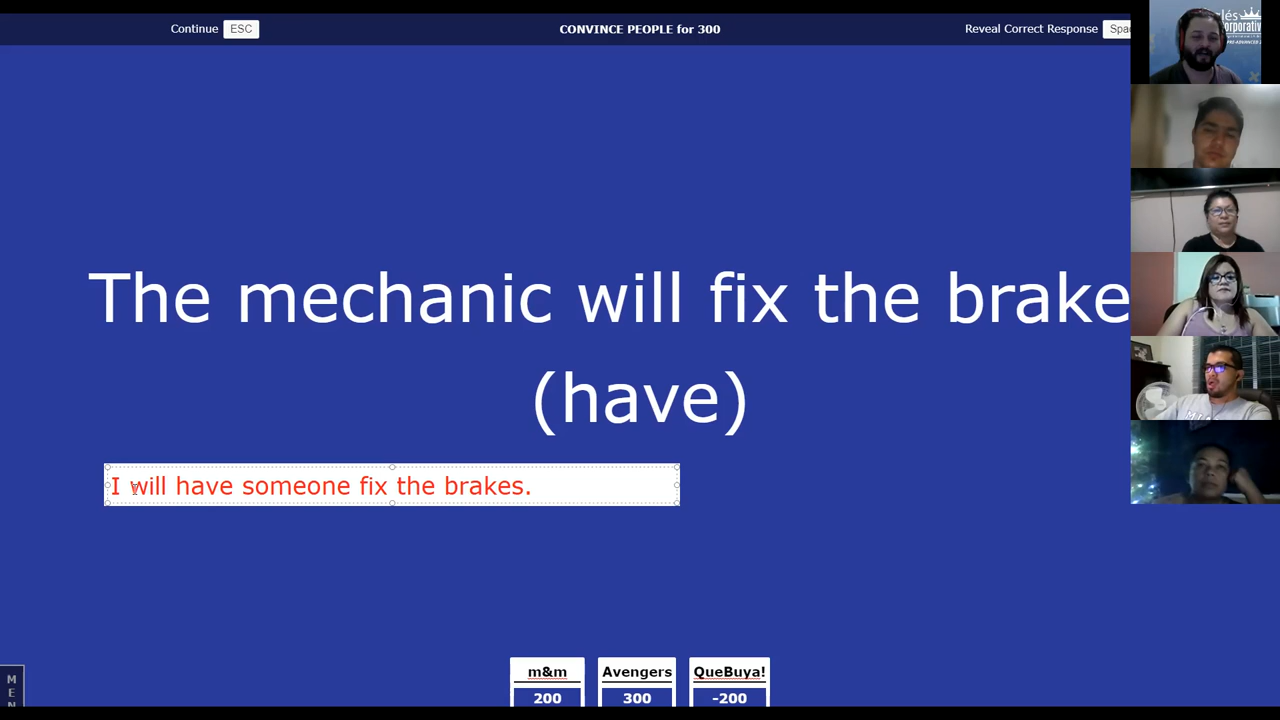 Continue ESC
CONVINCE PEOPLE for 300
Reveal Correct Response
The mechanic will fix the brake
(have)
I will have someone fix the brakes.
m&m Avengers QueBuya!
200 300 -200
M
E